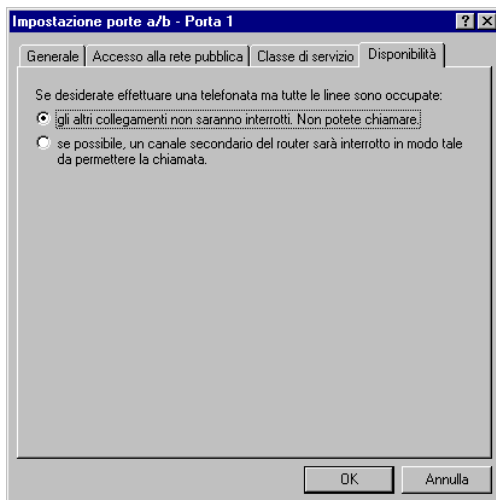 Impostazione porte a/b - Porta 1
Generale Accesso alla rete pubblica Classe di servizio Disponibilità
Se desiderate effettuare una telefonata ma tutte le linee sono occupate:
gli altri collegamenti non saranno interrotti. Non potete chiamare.
se possibile, un canale secondario del router sarà interrotto in modo tale
da permettere la chiamata.
OK Annulla